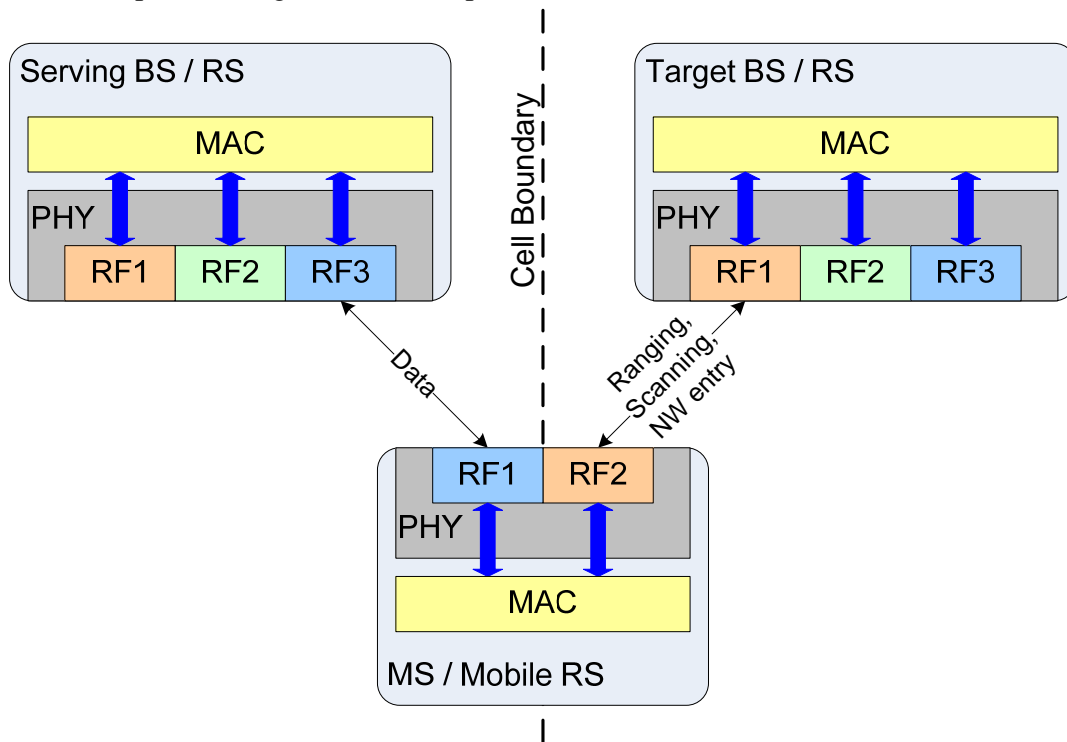 Serving BS / RS
MAC
PHY
RF1 RF2 RF3
Cell Boundary
Target BS / RS
MAC
PHY
RF1 RF2 RF3
Data
Ranging,
Scanning,
NW entry
RF1 RF2
PHY
MAC
MS / Mobile RS